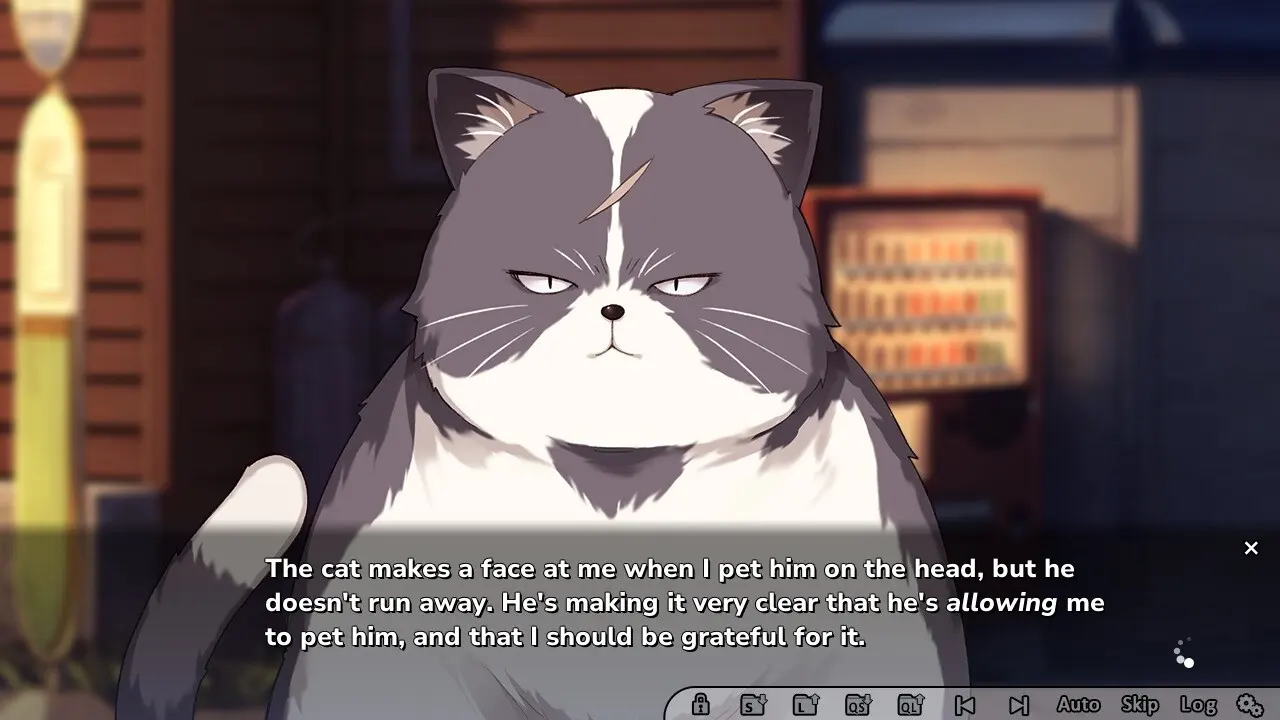 The cat makes a face at me when I pet him on the head, but he
doesn't run away. He's making it very clear that he's allowing me
to pet him, and that I should be grateful for it.
S L QS QL Auto Skip Log